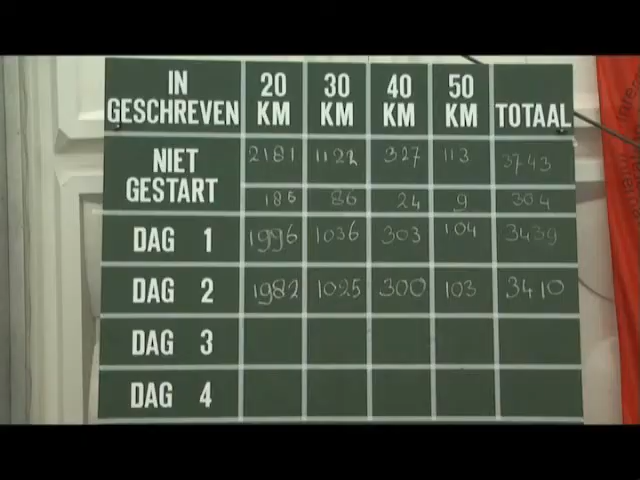 IN GESCHREVEN 20 KM 30 KM 40 KM 50 KM TOTAAL
NIET GESTART 2181 1122 327 113 3743
185 86 24 9 304
DAG 1 1996 1036 303 104 3439
DAG 2 1982 1025 300 103 3410
DAG 3
DAG 4